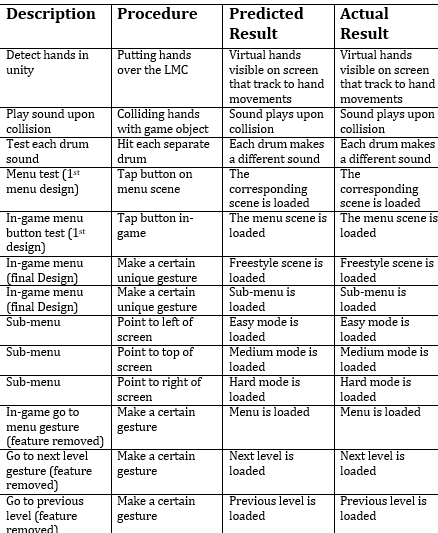 Description Procedure Predicted Result Actual Result
Detect hands in unity Putting hands over the LMC Virtual hands visible on screen that track to hand movements Virtual hands visible on screen that track to hand movements
Play sound upon collision Colliding hands with game object Sound plays upon collision Sound plays upon collision
Test each drum sound Hit each separate drum Each drum makes a different sound Each drum makes a different sound
Menu test (1st menu design) Tap button on menu scene The corresponding scene is loaded The corresponding scene is loaded
In-game menu button test (1st design) Tap button in-game The menu scene is loaded The menu scene is loaded
In-game menu (final Design) Make a certain unique gesture Freestyle scene is loaded Freestyle scene is loaded
In-game menu (final Design) Make a certain unique gesture Sub-menu is loaded Sub-menu is loaded
Sub-menu Point to left of screen Easy mode is loaded Easy mode is loaded
Sub-menu Point to top of screen Medium mode is loaded Medium mode is loaded
Sub-menu Point to right of screen Hard mode is loaded Hard mode is loaded
In-game go to menu gesture (feature removed) Make a certain gesture Menu is loaded Menu is loaded
Go to next level gesture (feature removed) Make a certain gesture Next level is loaded Next level is loaded
Go to previous level (feature removed) Make a certain gesture Previous level is loaded Previous level is loaded